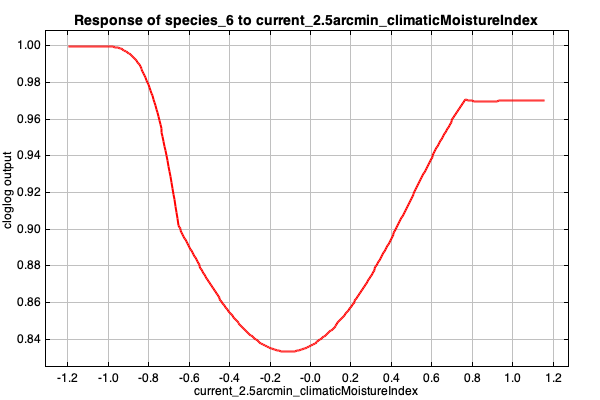 Response of species_6 to current_2.5arcmin_climaticMoistureIndex
1.00
0.98
0.96
0.94
0.92
0.90
0.88
0.86
0.84
cloglog output
-1.2 -1.0 -0.8 -0.6 -0.4 -0.2 -0.0 0.2 0.4 0.6 0.8 1.0 1.2
current_2.5arcmin_climaticMoistureIndex